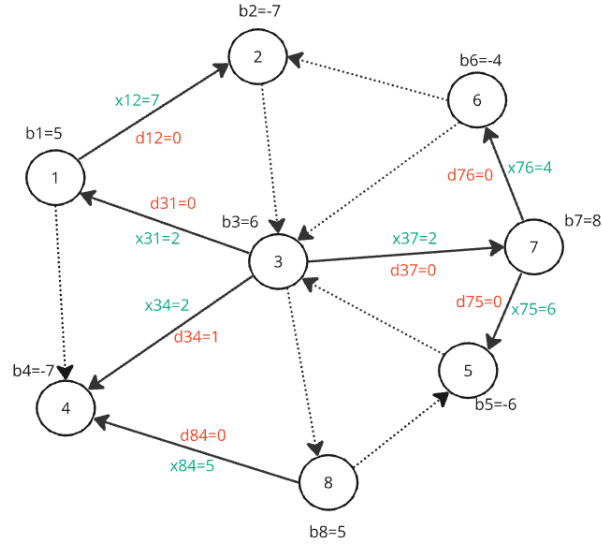 b2=-7
2
b6=-4
6
x12=7
d12=0
b1=5
1
d76=0
x76=4
d31=0
x31=2
b3=6
3
x37=2
d37=0
b7=8
7
x34=2
d34=1
d75=0
x75=6
b4=-7
4
5
b5=-6
d84=0
x84=5
8
b8=5